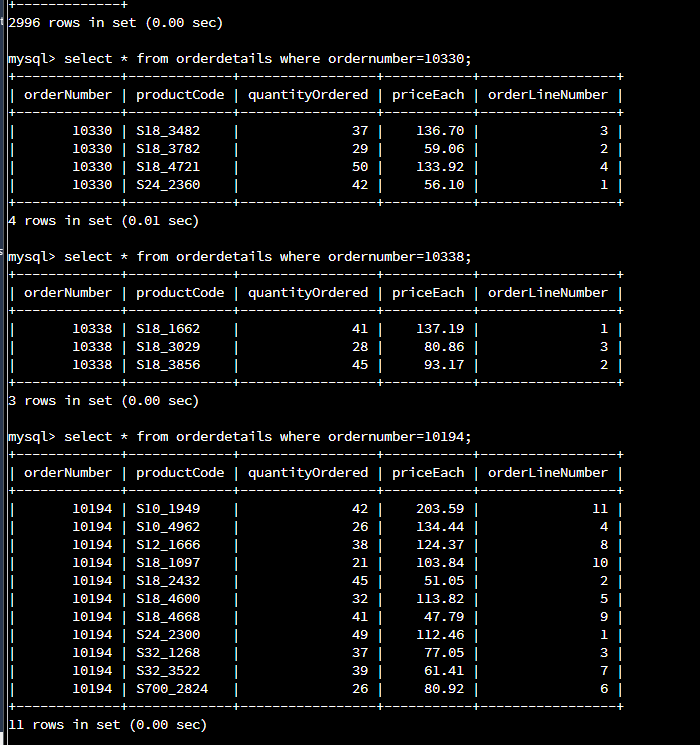 +-------------+
2996 rows in set (0.00 sec)
mysql> select * from orderdetails where ordernumber=10330;
+-------------+-------------+-----------------+-----------+-----------------+
| orderNumber | productCode | quantityOrdered | priceEach | orderLineNumber |
+-------------+-------------+-----------------+-----------+-----------------+
|       10330 | S18_3482    |              37 |    136.70 |               3 |
|       10330 | S18_3782    |              29 |     59.06 |               2 |
|       10330 | S18_4721    |              50 |    133.92 |               4 |
|       10330 | S24_2360    |              42 |     56.10 |               1 |
+-------------+-------------+-----------------+-----------+-----------------+
4 rows in set (0.01 sec)
mysql> select * from orderdetails where ordernumber=10338;
+-------------+-------------+-----------------+-----------+-----------------+
| orderNumber | productCode | quantityOrdered | priceEach | orderLineNumber |
+-------------+-------------+-----------------+-----------+-----------------+
|       10338 | S18_1662    |              41 |    137.19 |               1 |
|       10338 | S18_3029    |              28 |     80.86 |               3 |
|       10338 | S18_3856    |              45 |     93.17 |               2 |
+-------------+-------------+-----------------+-----------+-----------------+
3 rows in set (0.00 sec)
mysql> select * from orderdetails where ordernumber=10194;
+-------------+-------------+-----------------+-----------+-----------------+
| orderNumber | productCode | quantityOrdered | priceEach | orderLineNumber |
+-------------+-------------+-----------------+-----------+-----------------+
|       10194 | S10_1949    |              42 |    203.59 |              11 |
|       10194 | S10_4962    |              26 |    134.44 |               4 |
|       10194 | S12_1666    |              38 |    124.37 |               8 |
|       10194 | S18_1097    |              21 |    103.84 |              10 |
|       10194 | S18_2432    |              45 |     51.05 |               2 |
|       10194 | S18_4600    |              32 |    113.82 |               5 |
|       10194 | S18_4668    |              41 |     47.79 |               9 |
|       10194 | S24_2300    |              49 |    112.46 |               1 |
|       10194 | S32_1268    |              37 |     77.05 |               3 |
|       10194 | S32_3522    |              39 |     61.41 |               7 |
|       10194 | S700_2824   |              26 |     80.92 |               6 |
+-------------+-------------+-----------------+-----------+-----------------+
11 rows in set (0.00 sec)